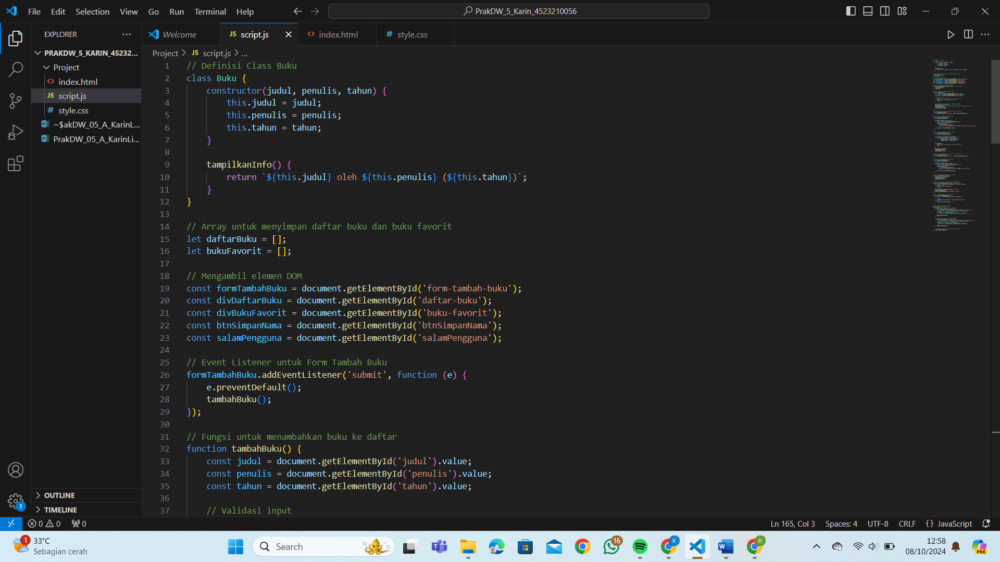 File Edit Selection View Go Run Terminal Help
PrakDW_5_Karin_4523210056
EXPLORER
PRAKDW_5_KARIN_45232...
Project
index.html
JS script.js
# style.css
~$akDW_05_A_KarinL...
PrakDW_05_A_KarinLi...
OUTLINE
TIMELINE
Welcome
JS script.js
index.html
# style.css
Project > JS script.js > ...
1 // Definisi Class Buku
2 class Buku {
3 constructor(judul, penulis, tahun) {
4 this.judul = judul;
5 this.penulis = penulis;
6 this.tahun = tahun;
7 }
8
9 tampilkanInfo() {
10 return `${this.judul} oleh ${this.penulis} (${this.tahun})`;
11 }
12 }
13
14 // Array untuk menyimpan daftar buku dan buku favorit
15 let daftarBuku = [];
16 let bukuFavorit = [];
17
18 // Mengambil elemen DOM
19 const formTambahBuku = document.getElementById('form-tambah-buku');
20 const divDaftarBuku = document.getElementById('daftar-buku');
21 const divBukuFavorit = document.getElementById('buku-favorit');
22 const btnSimpanNama = document.getElementById('btnSimpanNama');
23 const salamPengguna = document.getElementById('salamPengguna');
24
25 // Event Listener untuk Form Tambah Buku
26 formTambahBuku.addEventListener('submit', function (e) {
27 e.preventDefault();
28 tambahBuku();
29 });
30
31 // Fungsi untuk menambahkan buku ke daftar
32 function tambahBuku() {
33 const judul = document.getElementById('judul').value;
34 const penulis = document.getElementById('penulis').value;
35 const tahun = document.getElementById('tahun').value;
36
37 // Validasi input
1
0 0 0
Ln 165, Col 3 Spaces: 4 UTF-8 CRLF {} JavaScript
1
33°C
Sebagian cerah
Search
16
K
K
PRE
12:58
08/10/2024